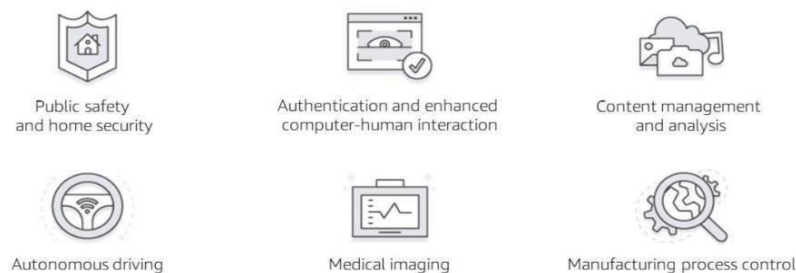 Public safety
and home security
Authentication and enhanced
computer-human interaction
Content management
and analysis
Autonomous driving
Medical imaging
Manufacturing process control